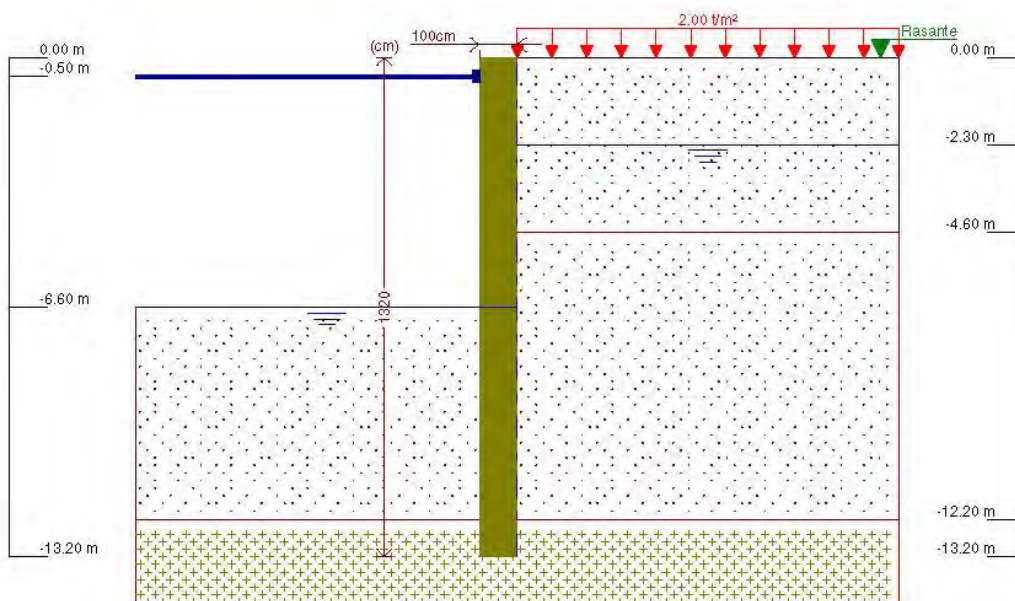 2.00 t/m²
100cm
(cm)
Rasante
0.00 m
-0.50 m
0.00 m
-2.30 m
-4.60 m
-6.60 m
1320
-12.20 m
-13.20 m
-13.20 m